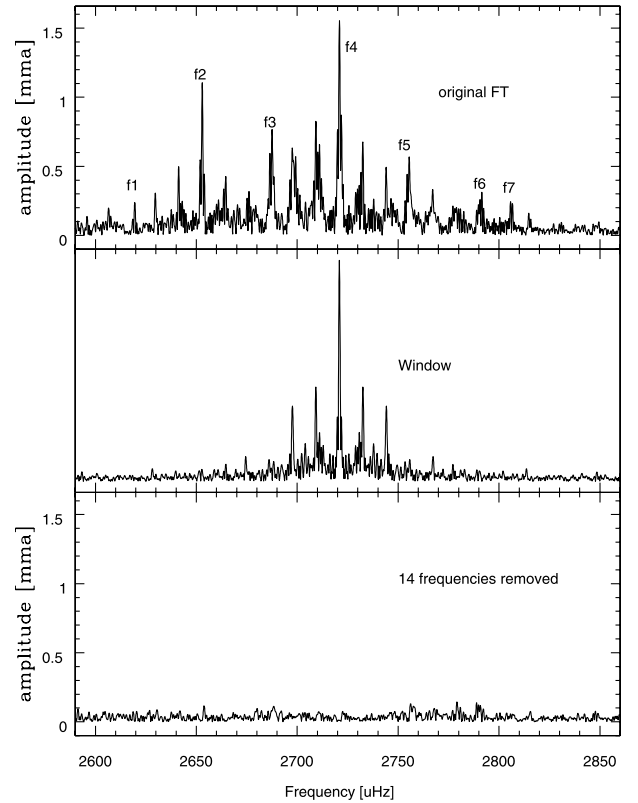 1.5
1
0.5
0
amplitude [mma]
f1
f2
f3
f4
f5
f6
f7
original FT
Window
1.5
1
0.5
0
amplitude [mma]
14 frequencies removed
2600 2650 2700 2750 2800 2850
Frequency [uHz]